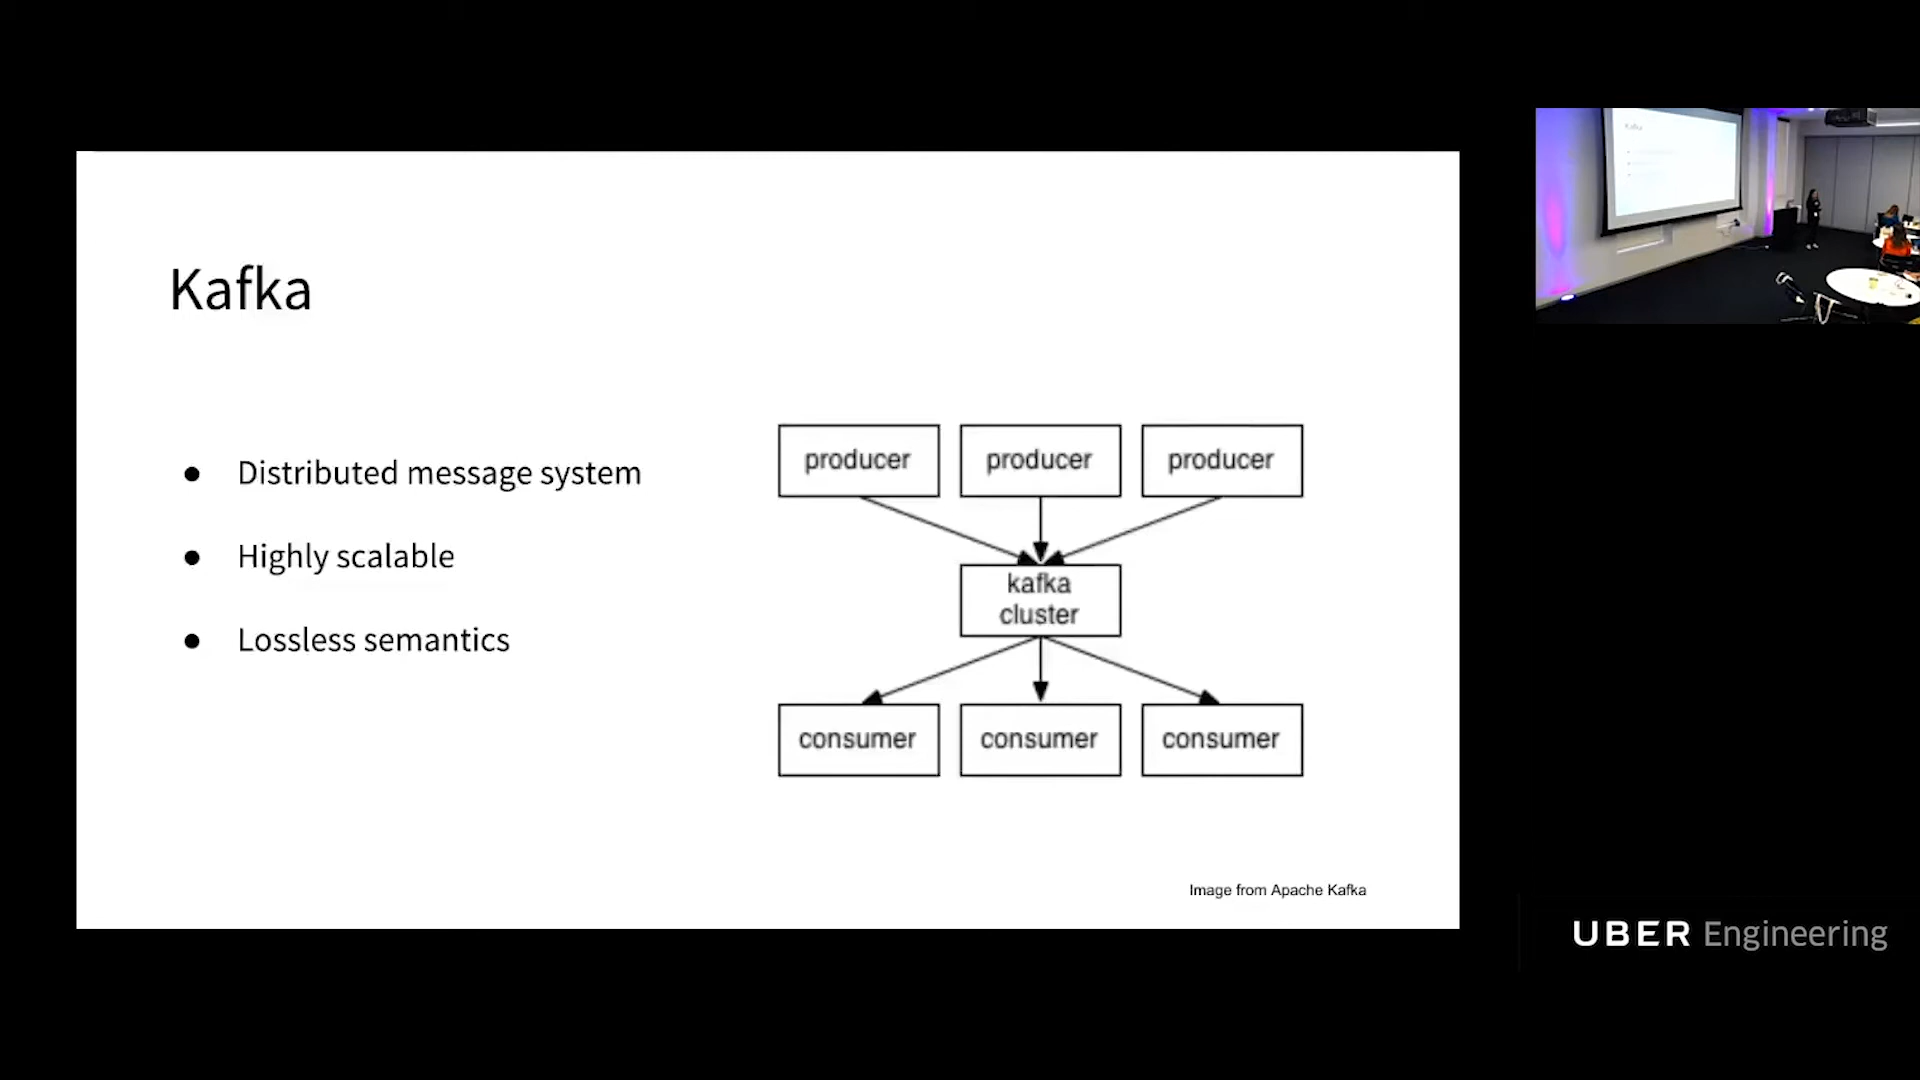 Kafka
● Distributed message system
● Highly scalable
● Lossless semantics
producer producer producer
kafka
cluster
consumer consumer consumer
Image from Apache Kafka
UBER Engineering